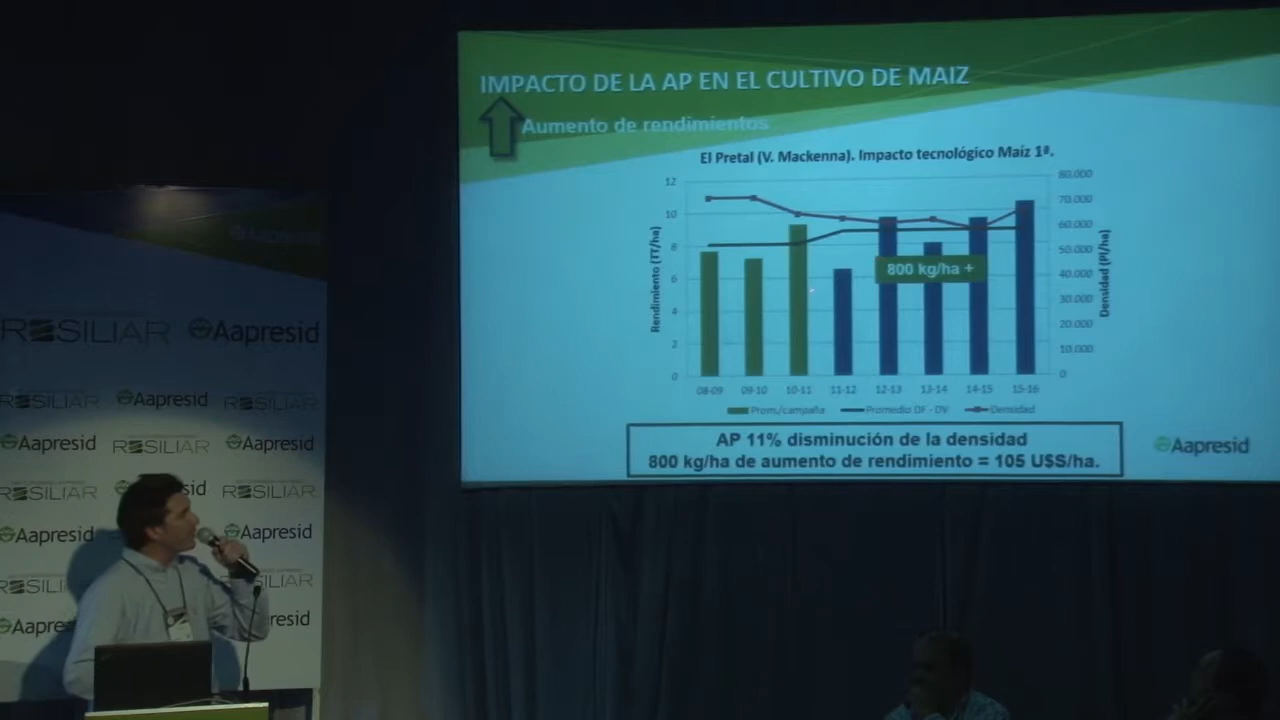 IMPACTO DE LA AP EN EL CULTIVO DE MAIZ
Aumento de rendimientos
El Pretal (V. Mackenna). Impacto tecnológico Maíz 1ª.
Rendimiento (TT/ha)
12
10
8
6
4
2
0
800 kg/ha +
80.000
70.000
60.000
50.000
40.000
30.000
20.000
10.000
0
Densidad (Pl/ha)
08-09 09-10 10-11 11-12 12-13 13-14 14-15 15-16
Prom./campaña Promedio DF - DV Densidad
AP 11% disminución de la densidad
800 kg/ha de aumento de rendimiento = 105 U$S/ha.
Aapresid
RESILIAR Aapresid
RESILIAR Aapresid RESILIAR
Aapresid RESILIAR Aapresid
RESILIAR sid RESILIAR
Aapresid Aapresid
RESILI SILIAR
Aapre resid